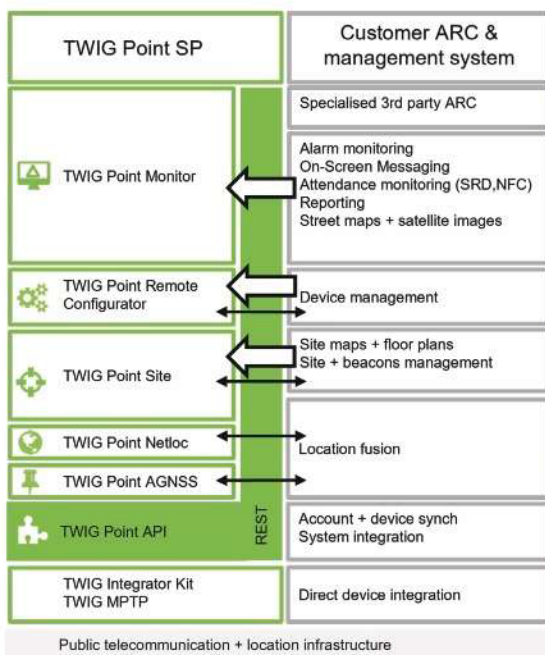 TWIG Point SP
Customer ARC &
management system
Specialised 3rd party ARC
TWIG Point Monitor
Alarm monitoring
On-Screen Messaging
Attendance monitoring (SRD,NFC)
Reporting
Street maps + satellite images
TWIG Point Remote
Configurator
Device management
TWIG Point Site
Site maps + floor plans
Site + beacons management
TWIG Point Netloc
TWIG Point AGNSS
Location fusion
TWIG Point API
REST
Account + device synch
System integration
TWIG Integrator Kit
TWIG MPTP
Direct device integration
Public telecommunication + location infrastructure